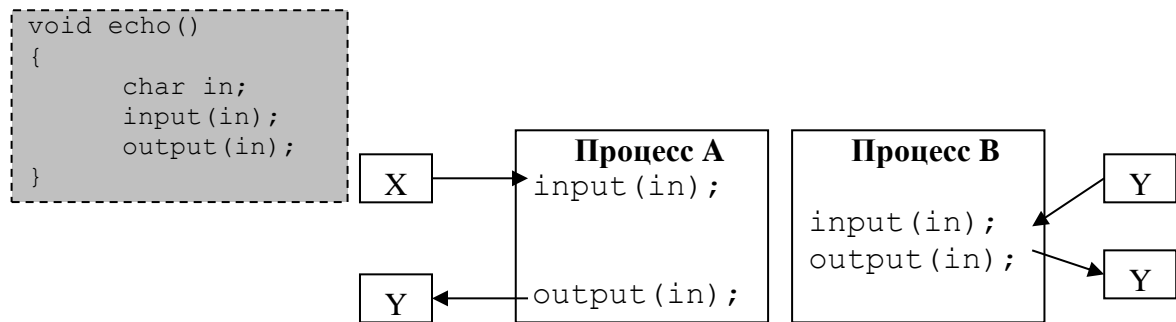 void echo()
{
char in;
input(in);
output(in);
}
X
Y
Процесс A
input(in);
output(in);
Процесс B
input(in);
output(in);
Y
Y